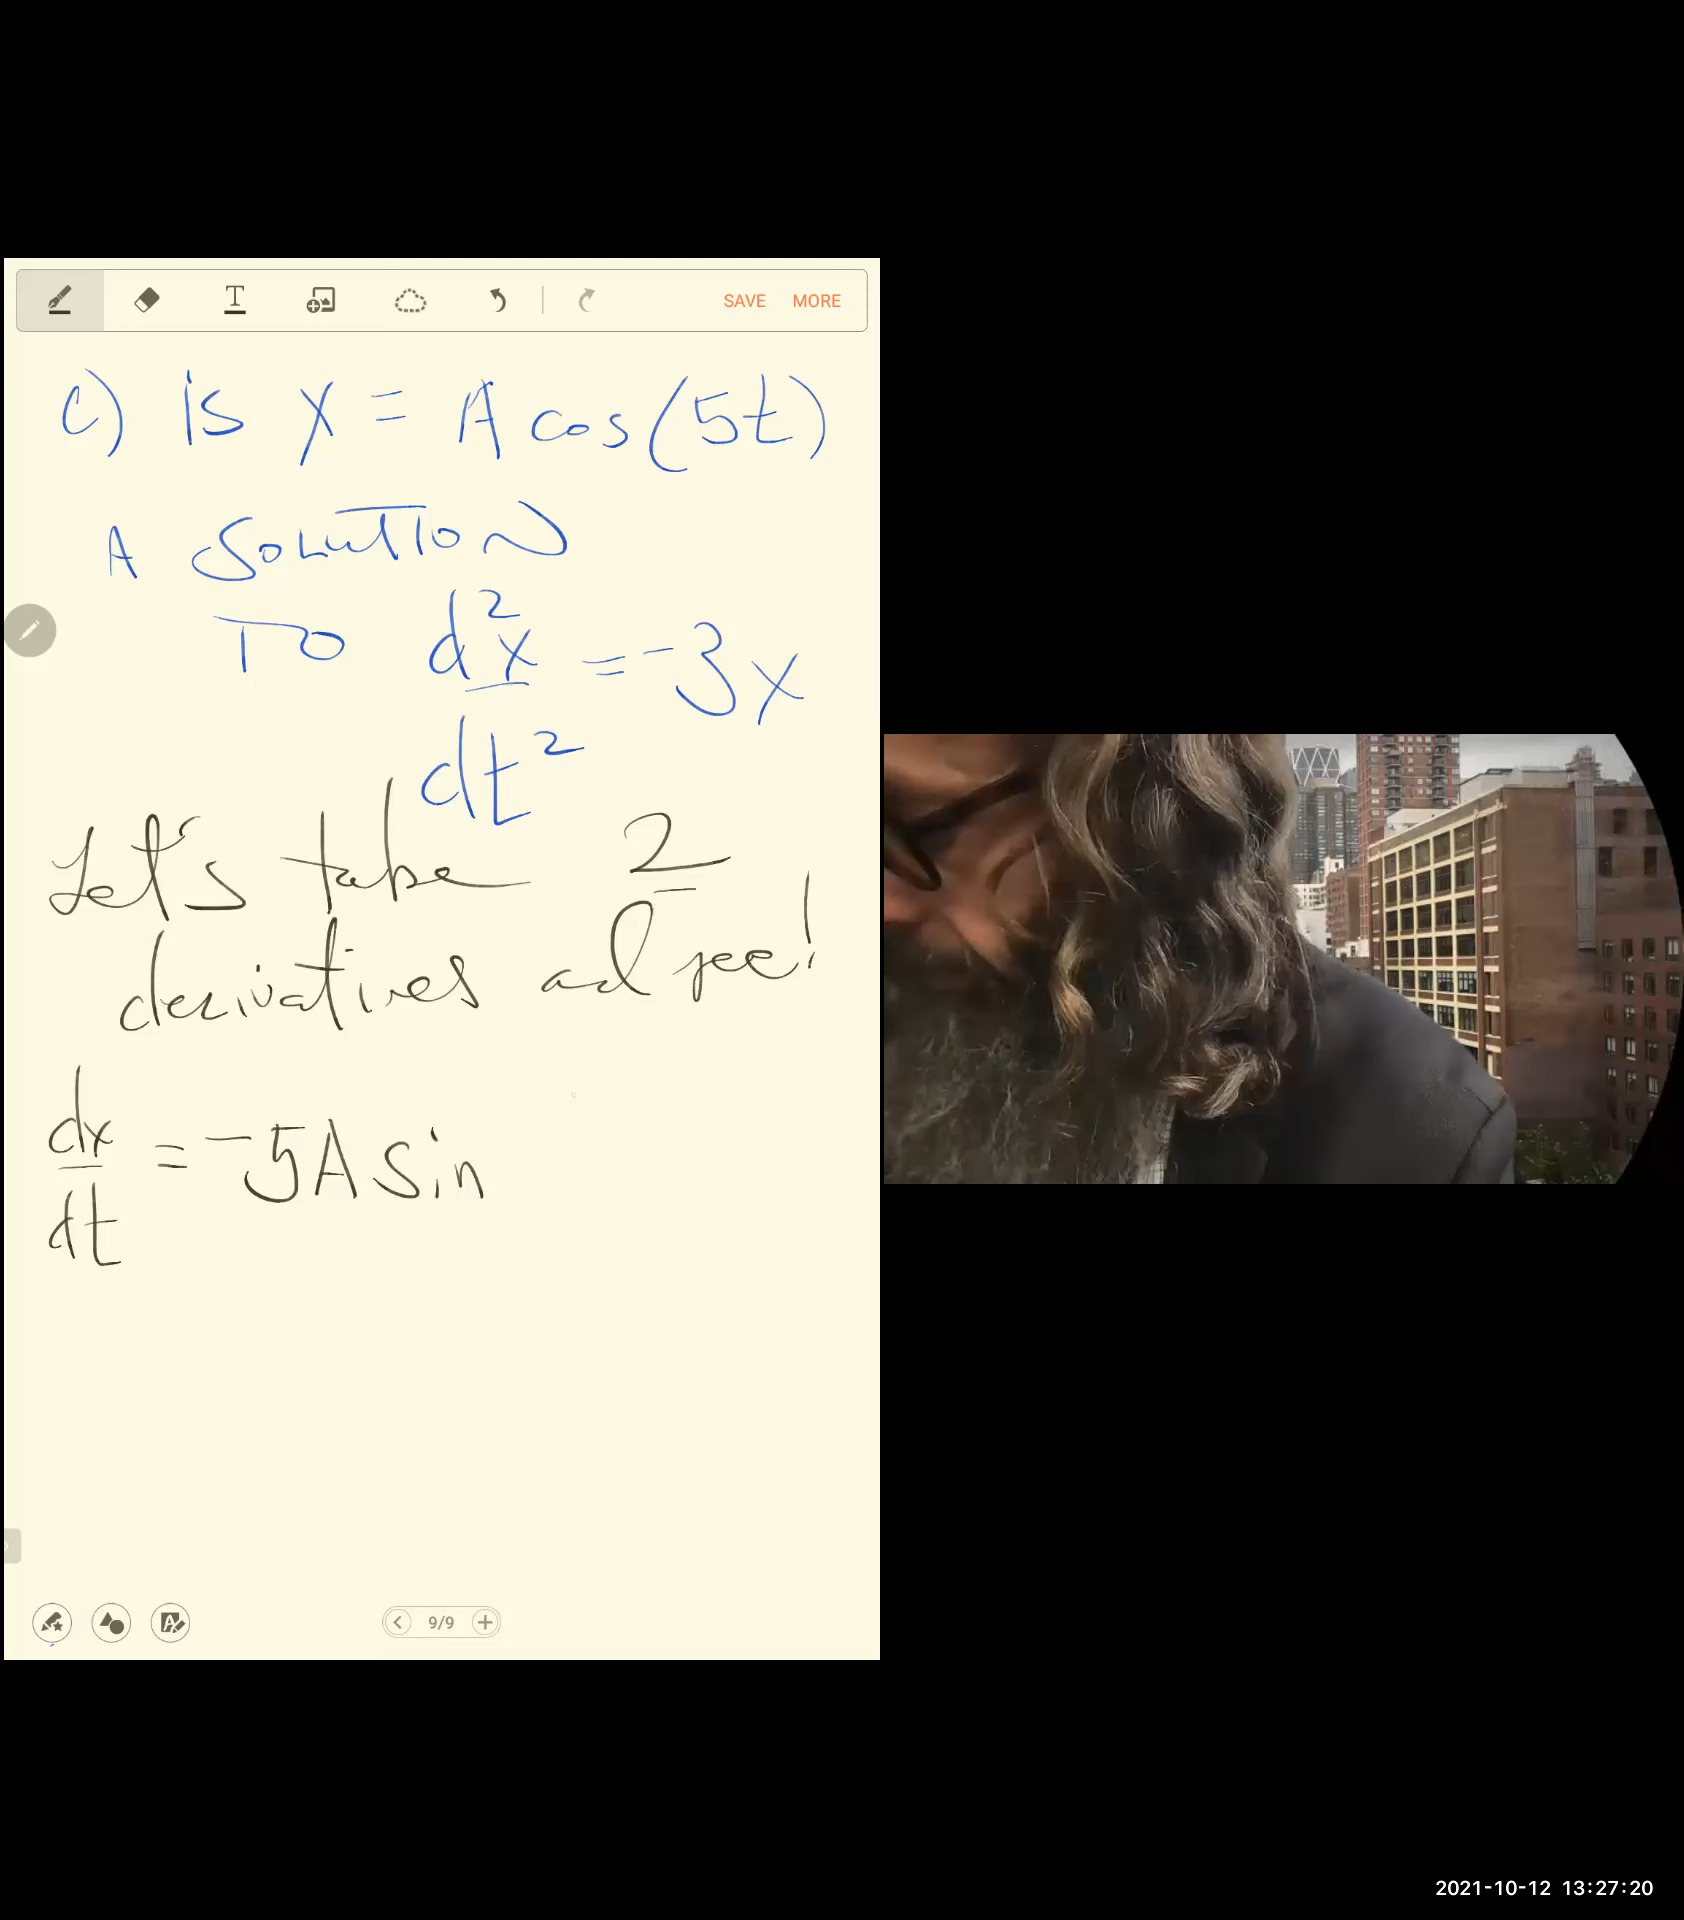 T SAVE MORE
c) is x = A cos(5t)
A SOLUTION
TO d²x = -3x
dt²
Let's take 2
derivatives ad see!
dx = -5A sin
dt
A
9/9
2021-10-12 13:27:20